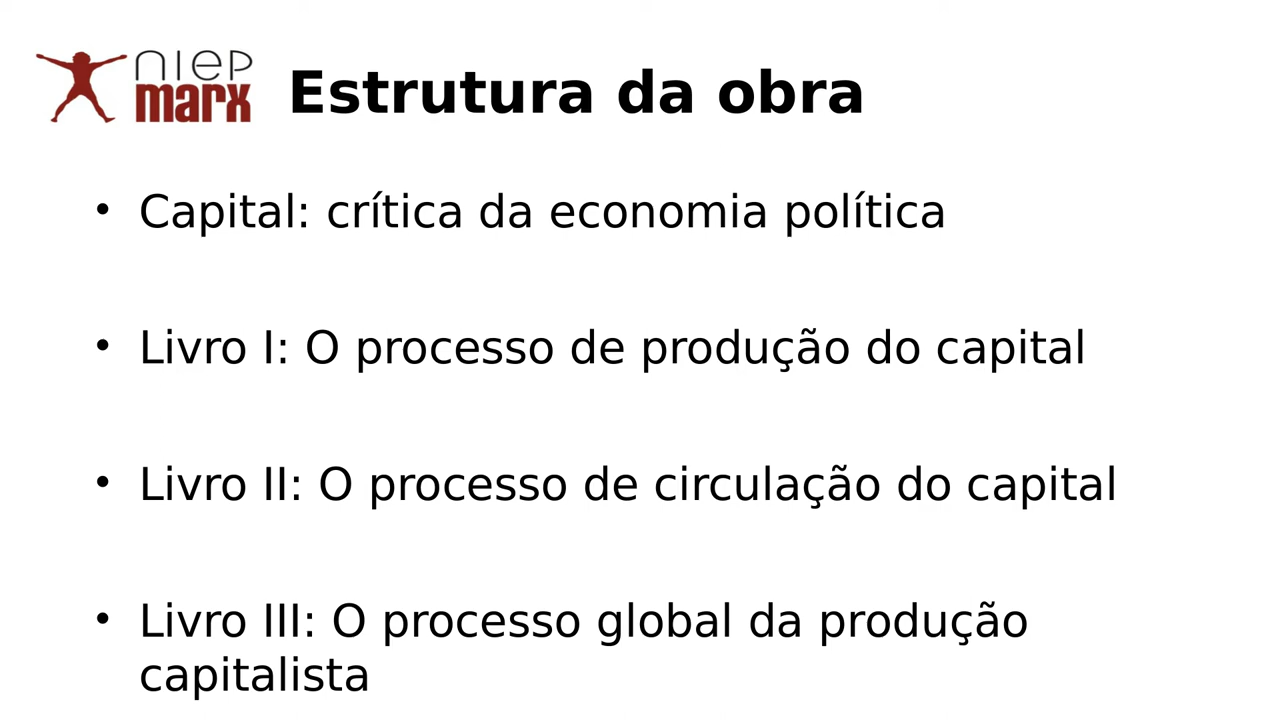 niep
marx
Estrutura da obra
• Capital: crítica da economia política
• Livro I: O processo de produção do capital
• Livro II: O processo de circulação do capital
• Livro III: O processo global da produção
capitalista